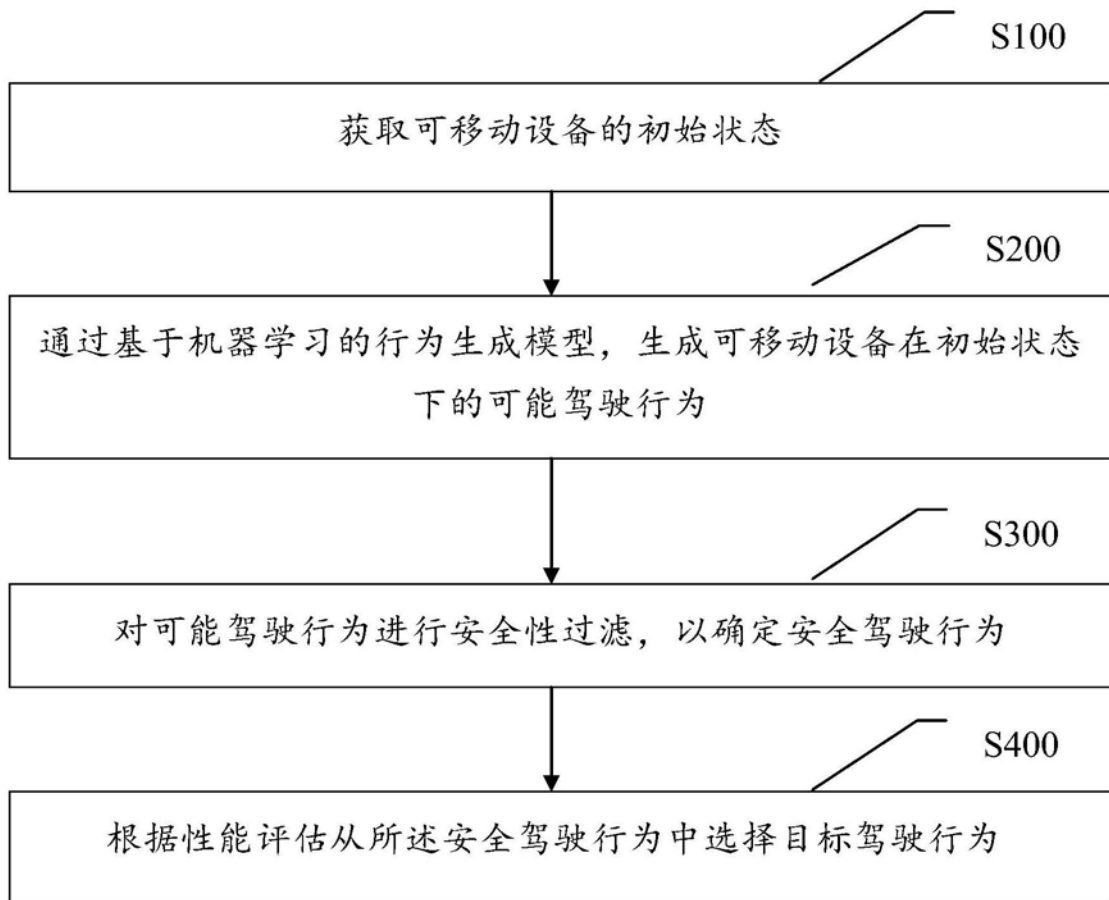 S100
获取可移动设备的初始状态
S200
通过基于机器学习的行为生成模型，生成可移动设备在初始状态
下的可能驾驶行为
S300
对可能驾驶行为进行安全性过滤，以确定安全驾驶行为
S400
根据性能评估从所述安全驾驶行为中选择目标驾驶行为